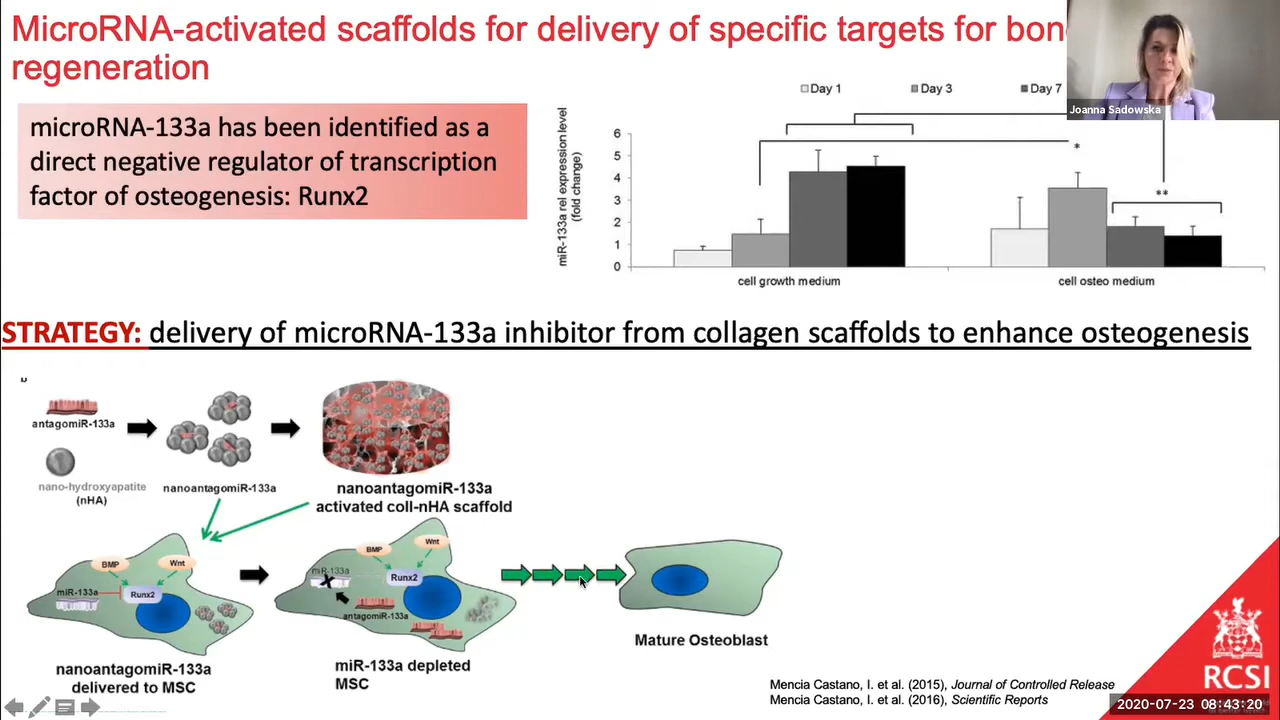 MicroRNA-activated scaffolds for delivery of specific targets for bon
regeneration
Joanna Sadowska
microRNA-133a has been identified as a
direct negative regulator of transcription
factor of osteogenesis: Runx2
Day 1
Day 3
Day 7
miR-133a rel expression level
(fold change)
6
5
4
3
2
1
0
*
**
cell growth medium
cell osteo medium
STRATEGY: delivery of microRNA-133a inhibitor from collagen scaffolds to enhance osteogenesis
antagomiR-133a
nano-hydroxyapatite
(nHA)
nanoantagomiR-133a
nanoantagomiR-133a
activated coll-nHA scaffold
BMP
Wnt
miR-133a
Runx2
nanoantagomiR-133a
delivered to MSC
BMP
Wnt
miR-133a
Runx2
antagomiR-133a
miR-133a depleted
MSC
Mature Osteoblast
Mencia Castano, I. et al. (2015), Journal of Controlled Release
Mencia Castano, I. et al. (2016), Scientific Reports
RCSI
2020-07-23 08:43:20